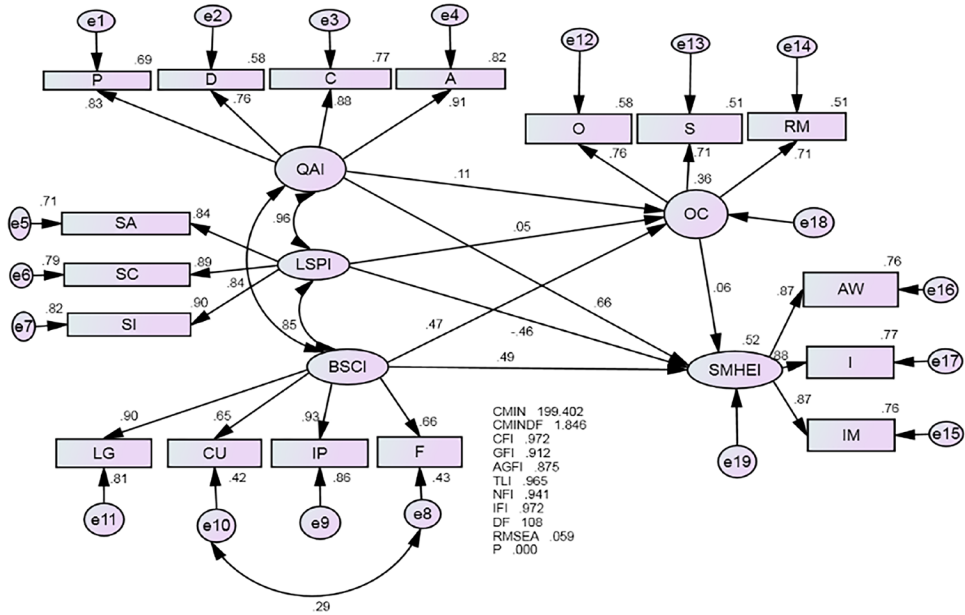 e1
e2
e3
e4
.69
.58
.77
.82
P
D
C
A
.83
.76
.88
.91
e12
e13
e14
.58
.51
.51
O
S
RM
.76
.71
.71
QAI
.11
.36
OC
e18
.96
.71
e5
SA
.84
.05
LSPI
.79
e6
SC
.89
.84
.82
e7
SI
.90
.85
.47
-.46
.66
.06
.76
.87
AW
e16
BSCI
.49
.52
SMHEI
.88
.77
I
e17
.87
.76
IM
e15
e19
.90
.65
.93
.66
LG
CU
IP
F
.81
.42
.86
.43
e11
e10
e9
e8
.29
CMIN 199.402
CMINDF 1.846
CFI .972
GFI .912
AGFI .875
TLI .965
NFI .941
IFI .972
DF 108
RMSEA .059
P .000